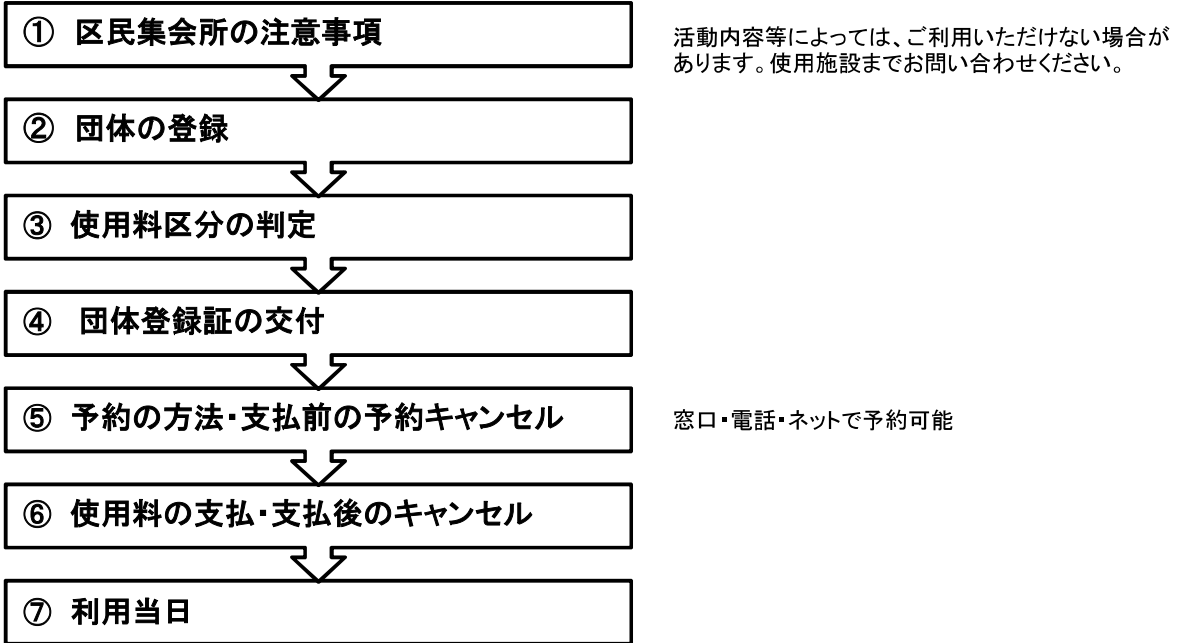 ① 区民集会所の注意事項
活動内容等によっては、ご利用いただけない場合が
あります。使用施設までお問い合わせください。
② 団体の登録
③ 使用料区分の判定
④ 団体登録証の交付
⑤ 予約の方法・支払前の予約キャンセル
窓口・電話・ネットで予約可能
⑥ 使用料の支払・支払後のキャンセル
⑦ 利用当日